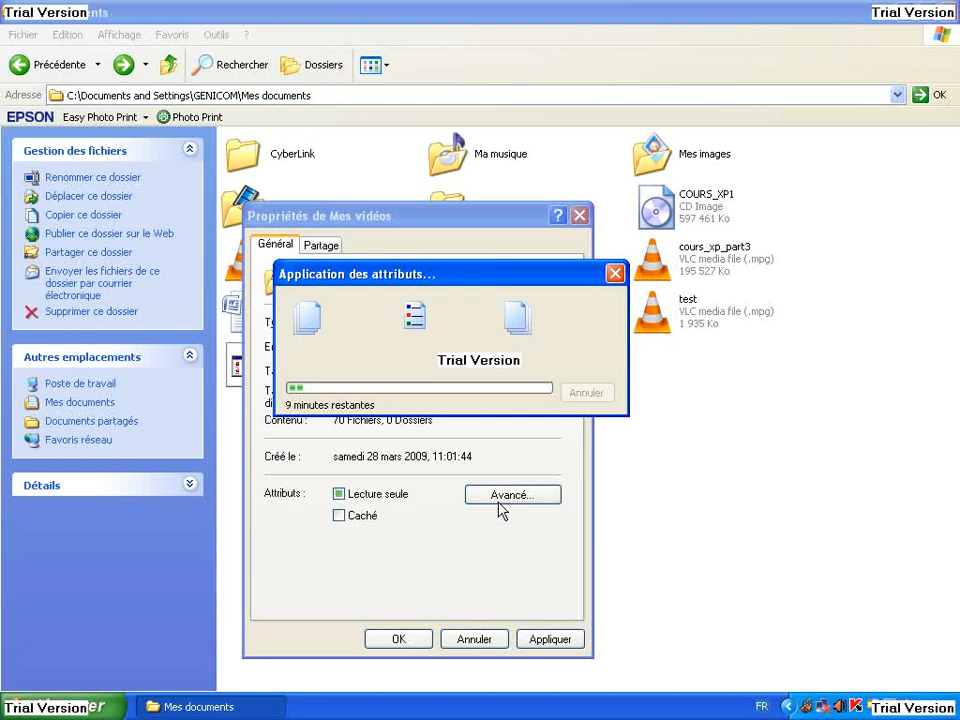 Trial Version
ents
Trial Version
Fichier Edition Affichage Favoris Outils ?
Précédente Rechercher Dossiers
Adresse C:\Documents and Settings\GENICOM\Mes documents OK
EPSON Easy Photo Print Photo Print
Gestion des fichiers
Renommer ce dossier
Déplacer ce dossier
Copier ce dossier
Publier ce dossier sur le Web
Partager ce dossier
Envoyer les fichiers de ce
dossier par courrier
électronique
Supprimer ce dossier
Autres emplacements
Poste de travail
Mes documents
Documents partagés
Favoris réseau
Détails
CyberLink
Ma musique
Mes images
COURS_XP1
CD Image
597 461 Ko
cours_xp_part3
VLC media file (.mpg)
195 527 Ko
test
VLC media file (.mpg)
1 935 Ko
Propriétés de Mes vidéos
Général Partage
Application des attributs...
Trial Version
Annuler
9 minutes restantes
Contenu : 70 Fichiers, 0 Dossiers
Créé le : samedi 28 mars 2009, 11:01:44
Attributs : Lecture seule Avancé...
Caché
OK Annuler Appliquer
Trial Version
er
Mes documents
FR
Trial Version